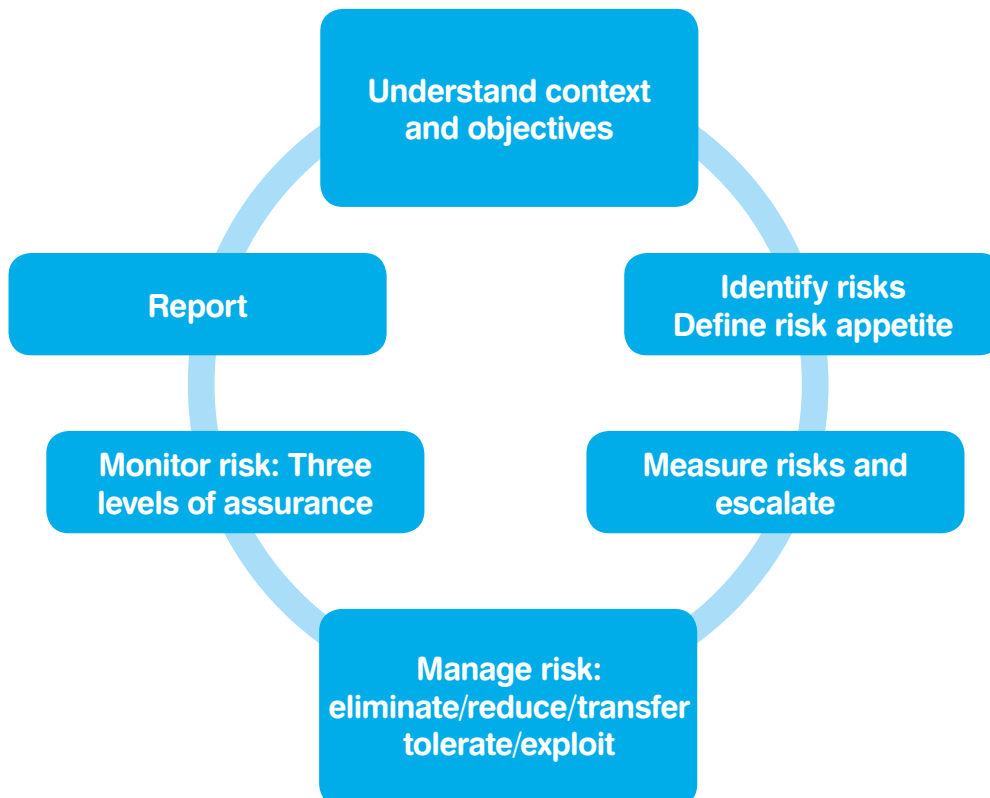 Understand context
and objectives
Identify risks
Define risk appetite
Measure risks and
escalate
Manage risk:
eliminate/reduce/transfer
tolerate/exploit
Monitor risk: Three
levels of assurance
Report